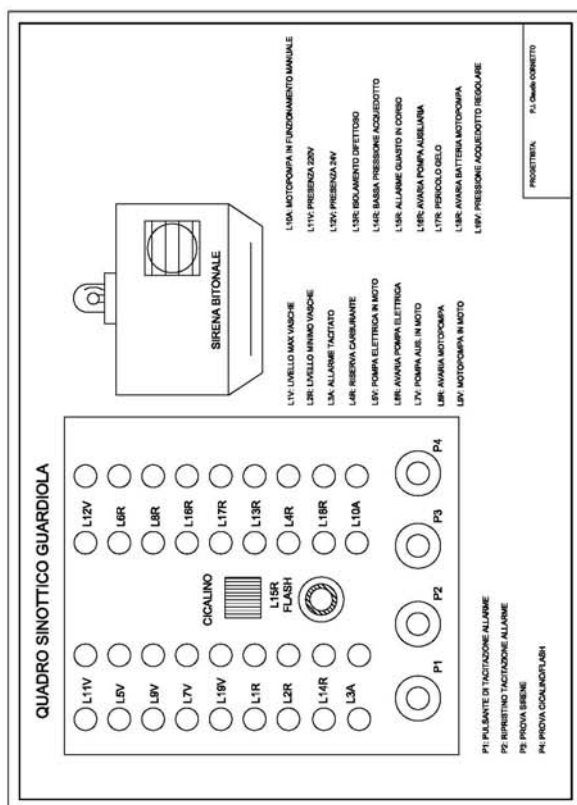 QUADRO SINOTTICO GUARDIOLA
L11V
L5V
L9V
L7V
L19V
L1R
L2R
L14R
L3A
CICALINO
L15R
FLASH
L12V
L6R
L8R
L16R
L17R
L13R
L4R
L18R
L10A
P1
P2
P3
P4
P1: PULSANTE DI TACITAZIONE ALLARME
P2: RIPRISTINO TACITAZIONE ALLARME
P3: PROVA SIRENE
P4: PROVA CICALINO/FLASH
SIRENA BITONALE
L1V: LIVELLO MAX VASCHE
L2R: LIVELLO MINIMO VASCHE
L3A: ALLARME TACITATO
L4R: RISERVA CARBURANTE
L5V: POMPA ELETTRICA IN MOTO
L6R: AVARIA POMPA ELETTRICA
L7V: POMPA AUS. IN MOTO
L8R: AVARIA MOTOPOMPA
L9V: MOTOPOMPA IN MOTO
L10A: MOTOPOMPA IN FUNZIONAMENTO MANUALE
L11V: PRESENZA 220V
L12V: PRESENZA 24V
L13R: ISOLAMENTO DIFETTOSO
L14R: BASSA PRESSIONE ACQUEDOTTO
L15R: ALLARME GUASTO IN CORSO
L16R: AVARIA POMPA AUSILIARIA
L17R: PERICOLO GELO
L18R: AVARIA BATTERIA MOTOPOMPA
L19V: PRESSIONE ACQUEDOTTO REGOLARE
PROGETTISTA: P.I. Claudio CORNETTO